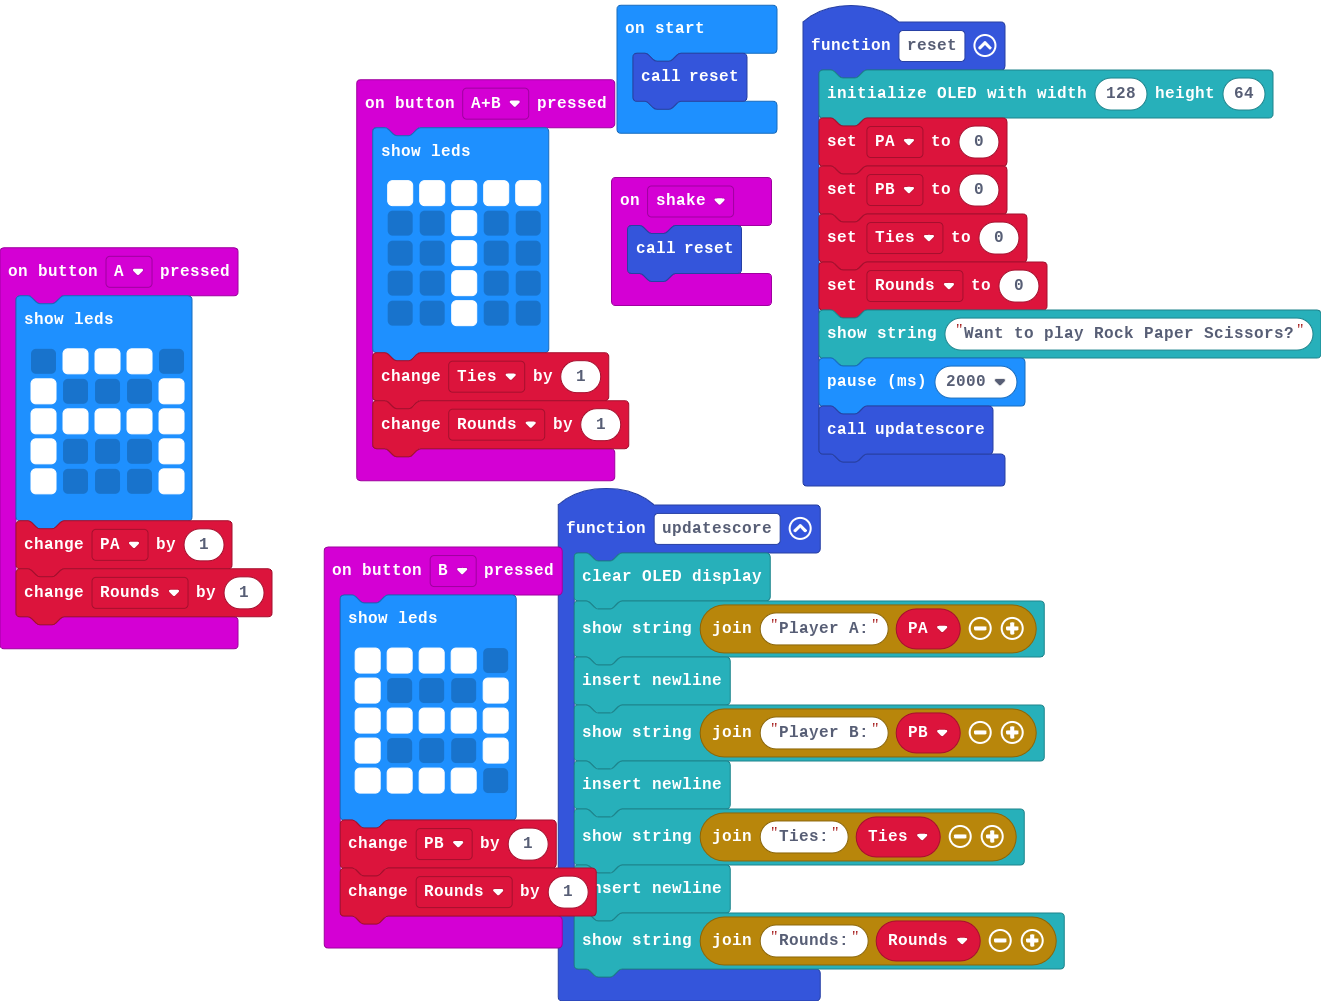 on start
call reset
function reset
initialize OLED with width 128 height 64
set PA to 0
set PB to 0
set Ties to 0
set Rounds to 0
show string "Want to play Rock Paper Scissors?"
pause (ms) 2000
call updatescore
on button A+B pressed
show leds
change Ties by 1
change Rounds by 1
on shake
call reset
on button A pressed
show leds
change PA by 1
change Rounds by 1
on button B pressed
show leds
change PB by 1
change Rounds by 1
function updatescore
clear OLED display
show string join "Player A:" PA
insert newline
show string join "Player B:" PB
insert newline
show string join "Ties:" Ties
nsert newline
show string join "Rounds:" Rounds